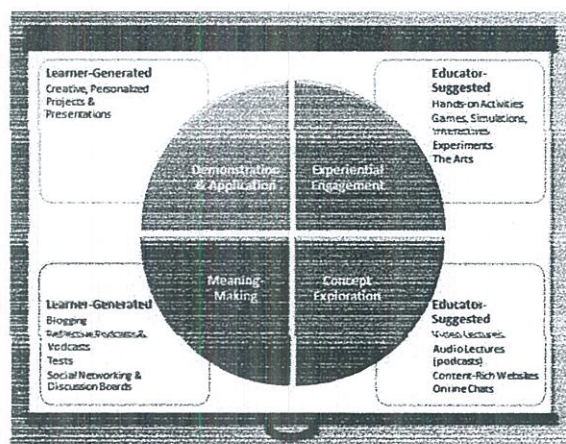 Learner-Generated
Creative, Personalized
Projects &
Presentations
Educator-
Suggested
Hands-on Activities
Games, Simulations,
Experiments
The Arts
Demonstration
& Application
Experiential
Engagement
Meaning-
Making
Concept
Exploration
Learner-Generated
Blogging
Reflective Podcasts &
Vodcasts
Tests
Social Networking &
Discussion Boards
Educator-
Suggested
Video Lectures
Audio Lectures
(podcasts)
Content-Rich Websites
Online Chats